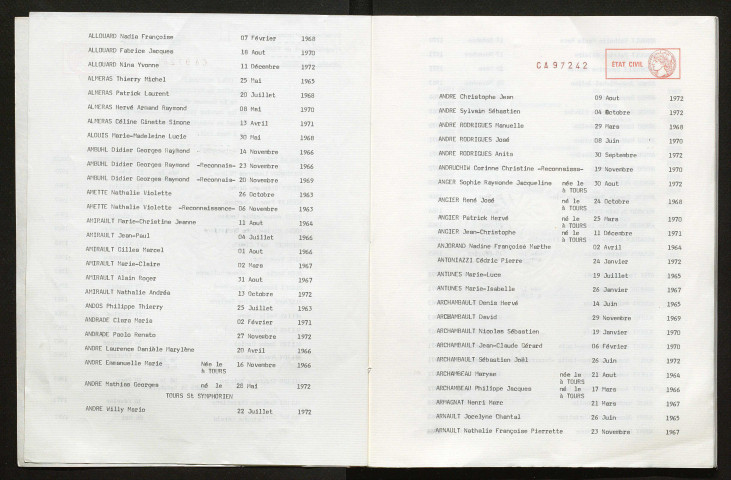 ALLOUARD Nadia Françoise 07 Février 1968
ALLOUARD Fabrice Jacques 18 Aout 1970
ALLOUARD Nina Yvonne 11 Décembre 1972
ALMERAS Thierry Michel 25 Mai 1965
ALMERAS Patrick Laurent 20 Juillet 1968
ALMERAS Hervé Armand Raymond 08 Mai 1970
ALMERAS Céline Ginette Simone 13 Avril 1971
ALOUIS Marie-Madeleine Lucie 30 Mai 1968
AMBUHL Didier Georges Raymond - 14 Novembre 1966
AMBUHL Didier Georges Raymond -Reconnais- 23 Novembre 1966
AMBUHL Didier Georges Raymond -Reconnais- 20 Novembre 1969
AMETTE Nathalie Violette 26 Octobre 1963
AMETTE Nathalie Violette -Reconnaissance- 06 Novembre 1963
AMIRAULT Marie-Christine Jeanne 11 Aout 1964
AMIRAULT Jean-Paul 04 Juillet 1966
AMIRAULT Gilles Marcel 01 Aout 1966
AMIRAULT Marie-Claire 02 Mars 1967
AMIRAULT Alain Roger 31 Aout 1967
AMIRAULT Nathalie Andréa 13 Octobre 1972
ANDOS Philippe Thierry 25 Juillet 1963
ANDRADE Clara Maria 02 Février 1971
ANDRADE Paolo Renato 27 Novembre 1972
ANDRE Laurence Danièle Marylène 20 Avril 1966
ANDRE Emmanuelle Marie Née le 16 Novembre 1966
à TOURS
ANDRE Mathias Georges né le 28 Mai 1972
TOURS St SYMPHORIEN
ANDRE Willy Mario 22 Juillet 1972
CA97242
ETAT CIVIL
ANDRE Christophe Jean 09 Aout 1972
ANDRE Sylvain Sébastien 04 Octobre 1972
ANDRE RODRIGUES Manuelle 29 Mars 1968
ANDRE RODRIGUES José 08 Juin 1970
ANDRE RODRIGUES Anita 30 Septembre 1972
ANDRUCHIW Corinne Christine -Reconnaissa- 19 Novembre 1970
ANGER Sophie Raymonde Jacqueline née le 30 Aout 1972
à TOURS
ANGIER René José né le 24 Octobre 1968
à TOURS
ANGIER Patrick Hervé né le 25 Mars 1970
à TOURS
ANGIER Jean-Christophe né le 11 Décembre 1971
à TOURS
ANJORAND Nadine Françoise Marthe 02 Avril 1964
ANTONIAZZI Cédric Pierre 24 Janvier 1972
ANTUNES Marie-Luce 19 Juillet 1965
ANTUNES Maria-Isabelle 26 Janvier 1967
ARCHAMBAULT Denis Hervé 14 Juin 1965
ARCHAMBAULT David 29 Novembre 1969
ARCHAMBAULT Nicolas Sébastien 19 Janvier 1970
ARCHAMBAULT Jean-Claude Gérard 06 Février 1970
ARCHAMBAULT Sébastien Joël 26 Juin 1972
ARCHAMBEAU Maryse née le 21 Aout 1964
à TOURS
ARCHAMBEAU Philippe Jacques né le 17 Mars 1966
à TOURS
ARMAGNAT Henri Marc 21 Mars 1967
ARNAULT Jocelyne Chantal 26 Juin 1965
ARNAULT Nathalie Françoise Pierrette 23 Novembre 1967